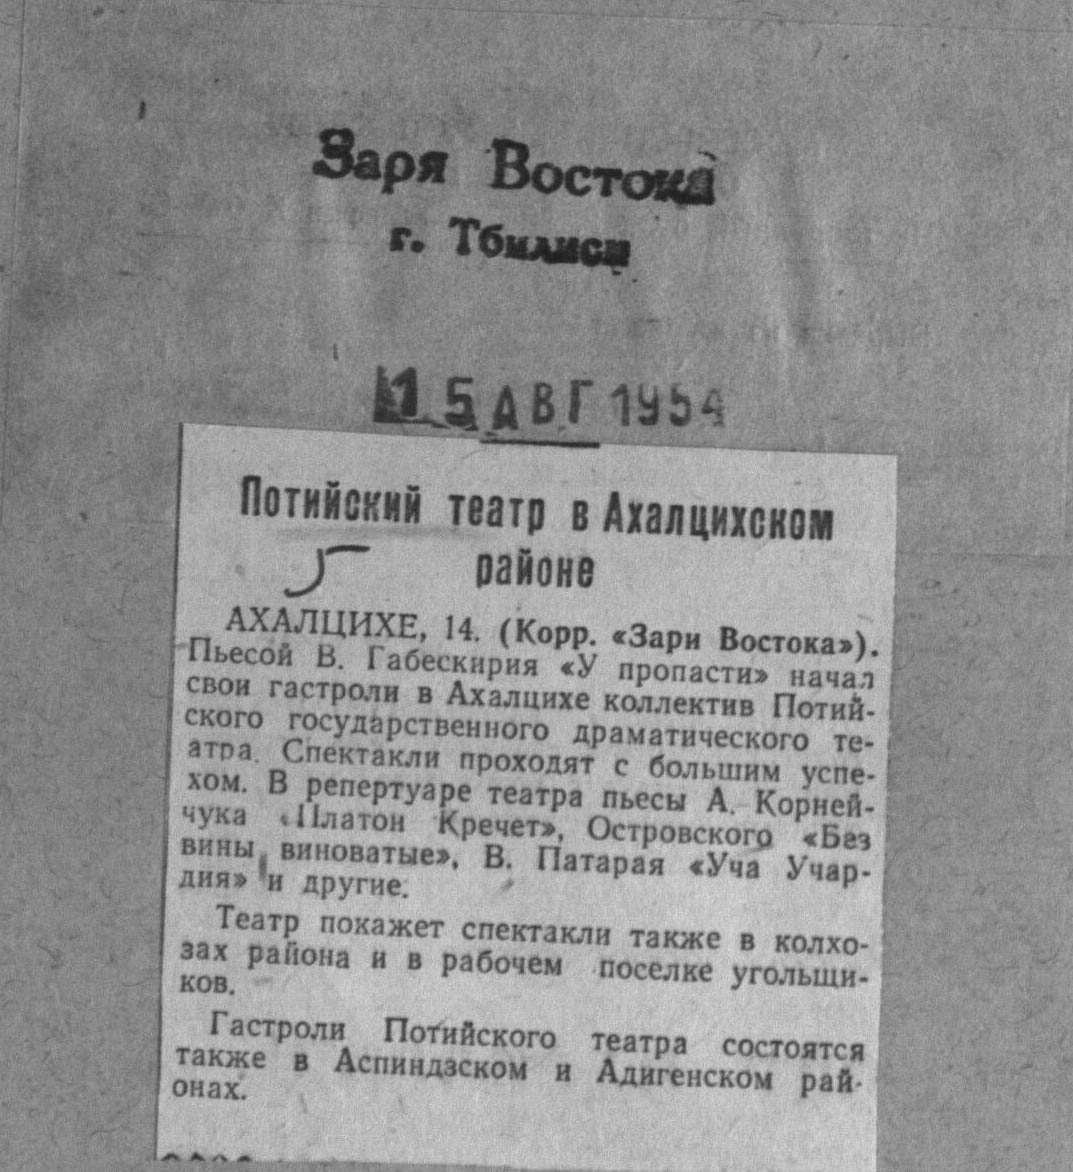 Заря Востока
г. Тбилиси
15 АВГ 1954
Потийский театр в Ахалцихском
районе
АХАЛЦИХЕ, 14. (Корр. «Зари Востока»).
Пьесой В. Габескирия «У пропасти» начал
свои гастроли в Ахалцихе коллектив Потий-
ского государственного драматического те-
атра. Спектакли проходят с большим успе-
хом. В репертуаре театра пьесы А. Корней-
чука «Платон Кречет», Островского «Без
вины виноватые», В. Патарая «Уча Учар-
дия» и другие.
Театр покажет спектакли также в колхо-
зах района и в рабочем поселке угольщи-
ков.
Гастроли Потийского театра состоятся
также в Аспиндзском и Адигенском рай-
онах.